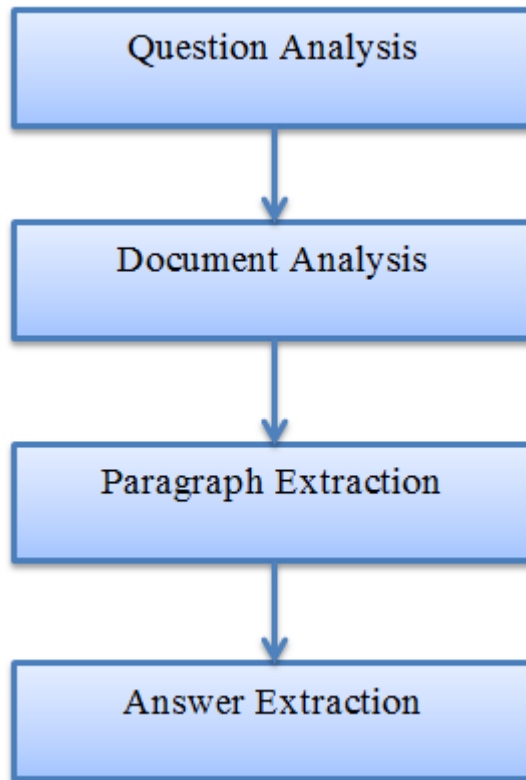 Question Analysis
Document Analysis
Paragraph Extraction
Answer Extraction